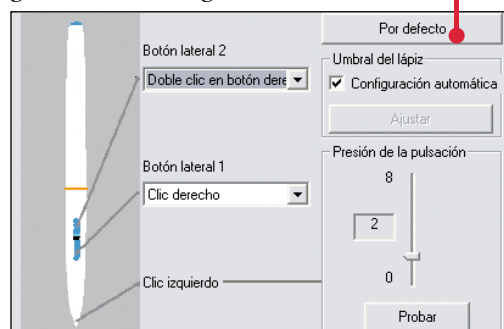 Por defecto
Botón lateral 2
Umbral del lápiz
Doble clic en botón dere
Configuración automática
Ajustar
Botón lateral 1
Presión de la pulsación
8
Clic derecho
2
Clic izquierdo
0
Probar